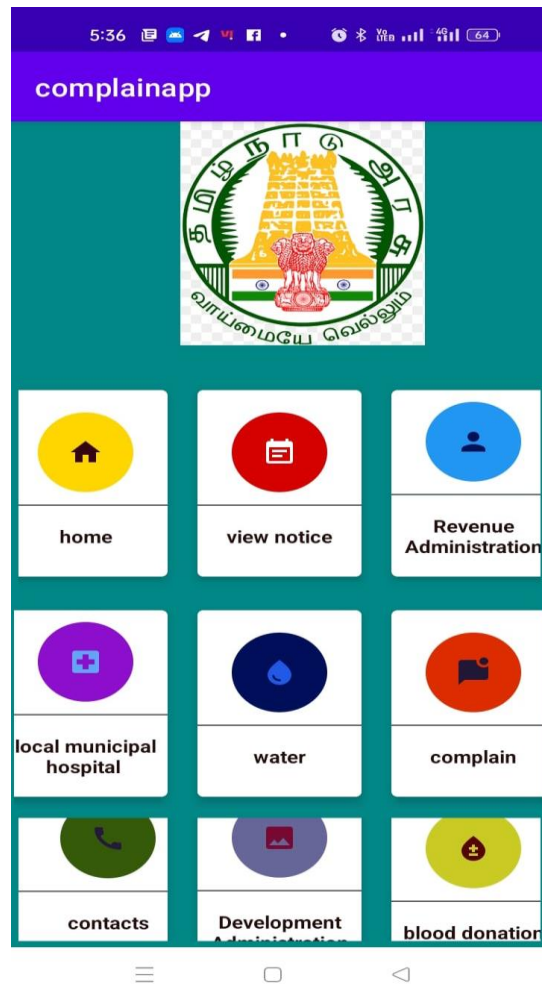 5:36
64
complainapp
தமிழ்நாடு அரசு
வாய்மையே வெல்லும்
home
view notice
Revenue
Administration
local municipal
hospital
water
complain
contacts
Development
Administration
blood donation